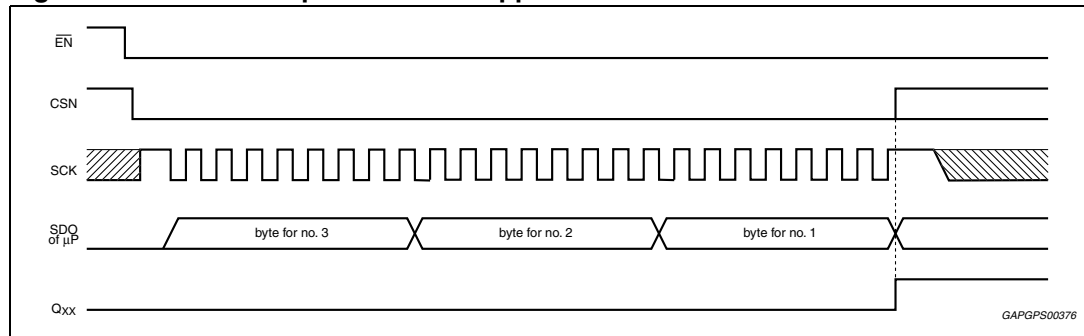 EN
CSN
SCK
SDO
of µP
byte for no. 3
byte for no. 2
byte for no. 1
QXX
GAPGPS00376